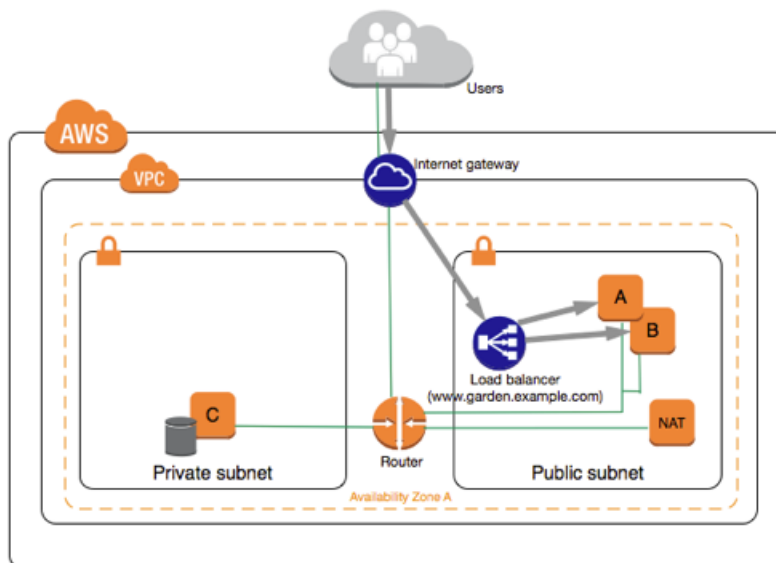 Users
AWS
Internet gateway
VPC
A
B
Load balancer
(www.garden.example.com)
C
NAT
Router
Private subnet
Public subnet
Availability Zone A